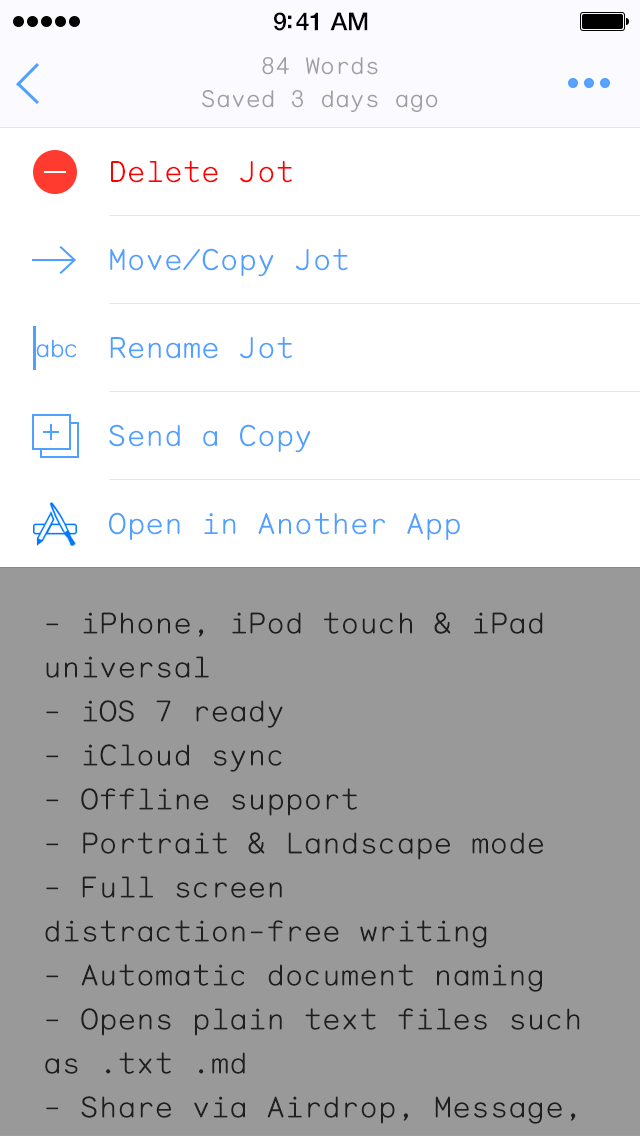 9:41 AM
84 Words
Saved 3 days ago
Delete Jot
Move/Copy Jot
abc
Rename Jot
Send a Copy
Open in Another App
- iPhone, iPod touch & iPad
universal
- iOS 7 ready
- iCloud sync
- Offline support
- Portrait & Landscape mode
- Full screen
distraction-free writing
- Automatic document naming
- Opens plain text files such
as .txt .md
- Share via Airdrop, Message,